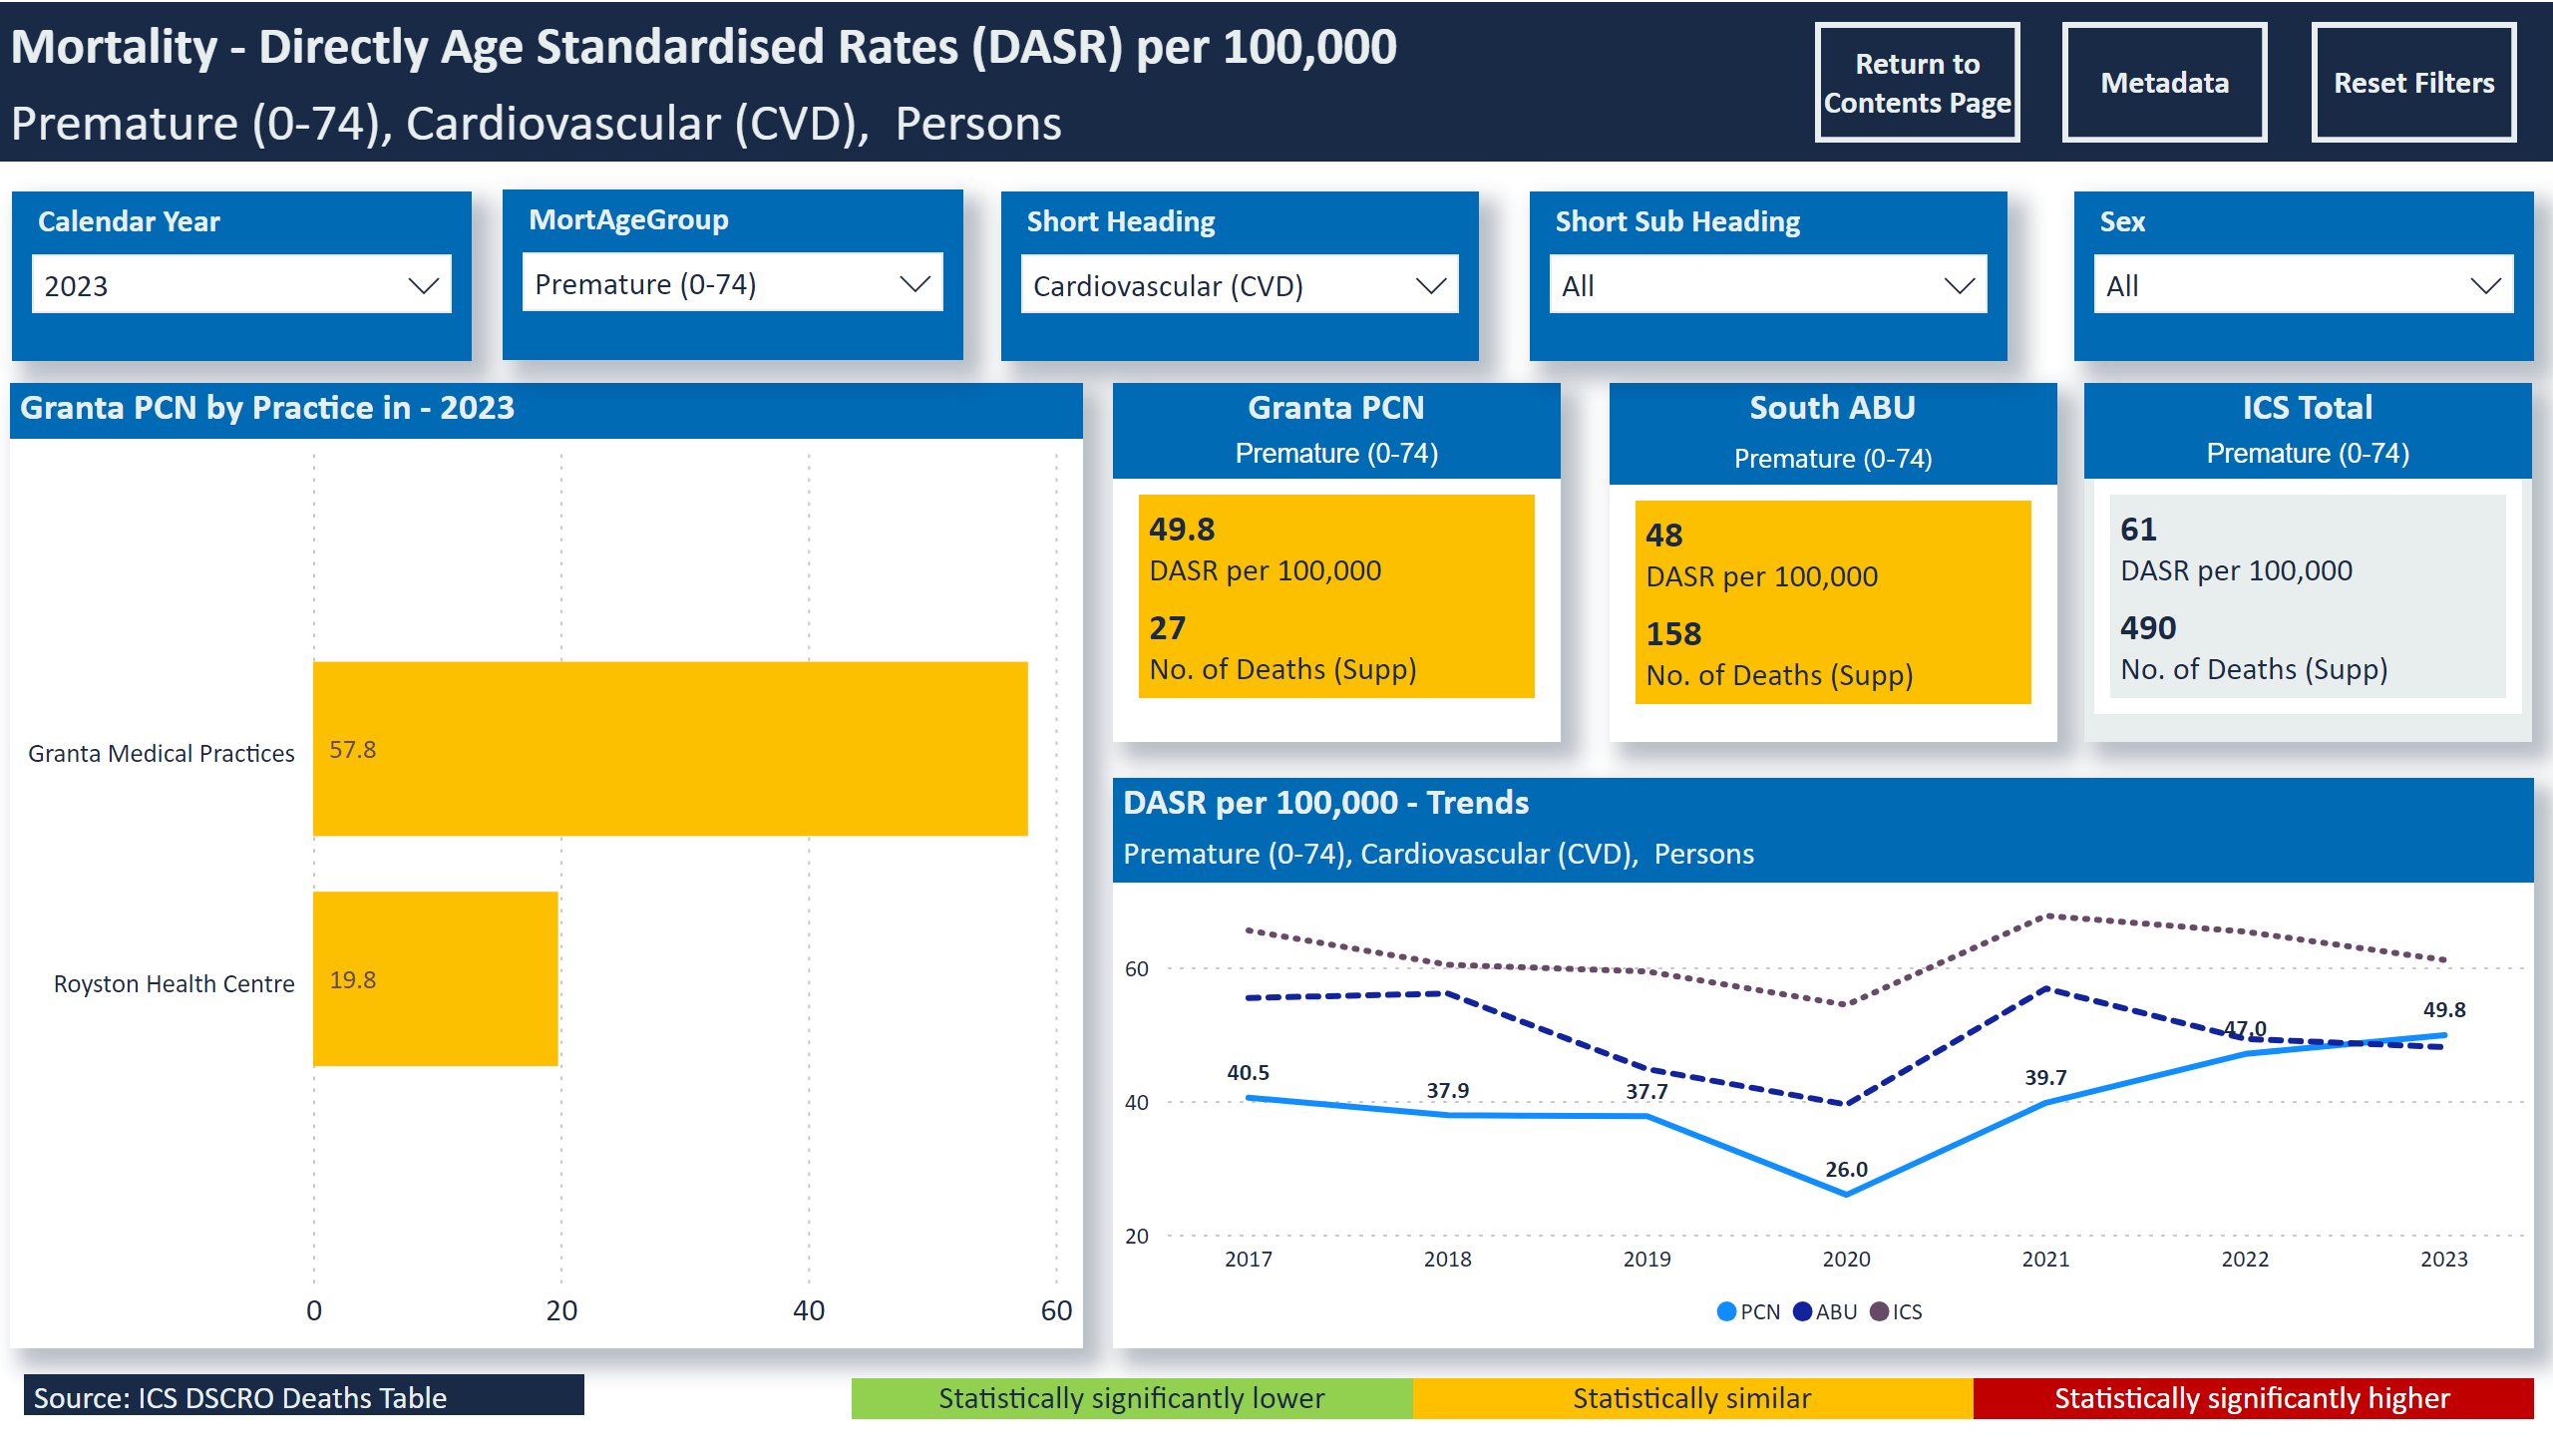 Mortality - Directly Age Standardised Rates (DASR) per 100,000
Premature (0-74), Cardiovascular (CVD),  Persons
Return to
Contents Page
Metadata
Reset Filters
Calendar Year
2023
MortAgeGroup
Premature (0-74)
Short Heading
Cardiovascular (CVD)
Short Sub Heading
All
Sex
All
Granta PCN by Practice in - 2023
Granta Medical Practices
57.8
Royston Health Centre
19.8
0 20 40 60
Granta PCN
Premature (0-74)
49.8
DASR per 100,000
27
No. of Deaths (Supp)
South ABU
Premature (0-74)
48
DASR per 100,000
158
No. of Deaths (Supp)
ICS Total
Premature (0-74)
61
DASR per 100,000
490
No. of Deaths (Supp)
DASR per 100,000 - Trends
Premature (0-74), Cardiovascular (CVD),  Persons
60
40
20
40.5
37.9
37.7
26.0
39.7
47.0
49.8
2017 2018 2019 2020 2021 2022 2023
PCN ABU ICS
Source: ICS DSCRO Deaths Table
Statistically significantly lower
Statistically similar
Statistically significantly higher